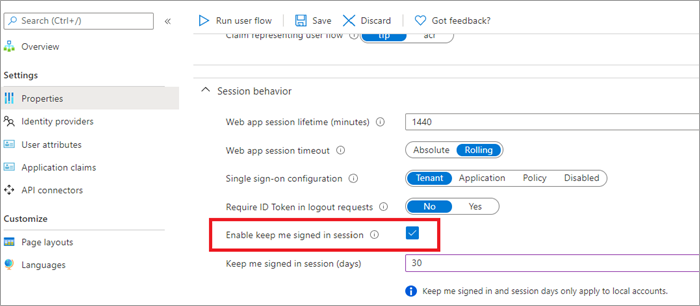 Search (Ctrl+/)
«
Run user flow
Save
Discard
Got feedback?
Overview
Claim representing user flow
tfp
acr
Settings
Properties
Identity providers
User attributes
Application claims
API connectors
Customize
Page layouts
Languages
Session behavior
Web app session lifetime (minutes)
1440
Web app session timeout
Absolute Rolling
Single sign-on configuration
Tenant Application Policy Disabled
Require ID Token in logout requests
No Yes
Enable keep me signed in session
Keep me signed in session (days)
30
Keep me signed in and session days only apply to local accounts.